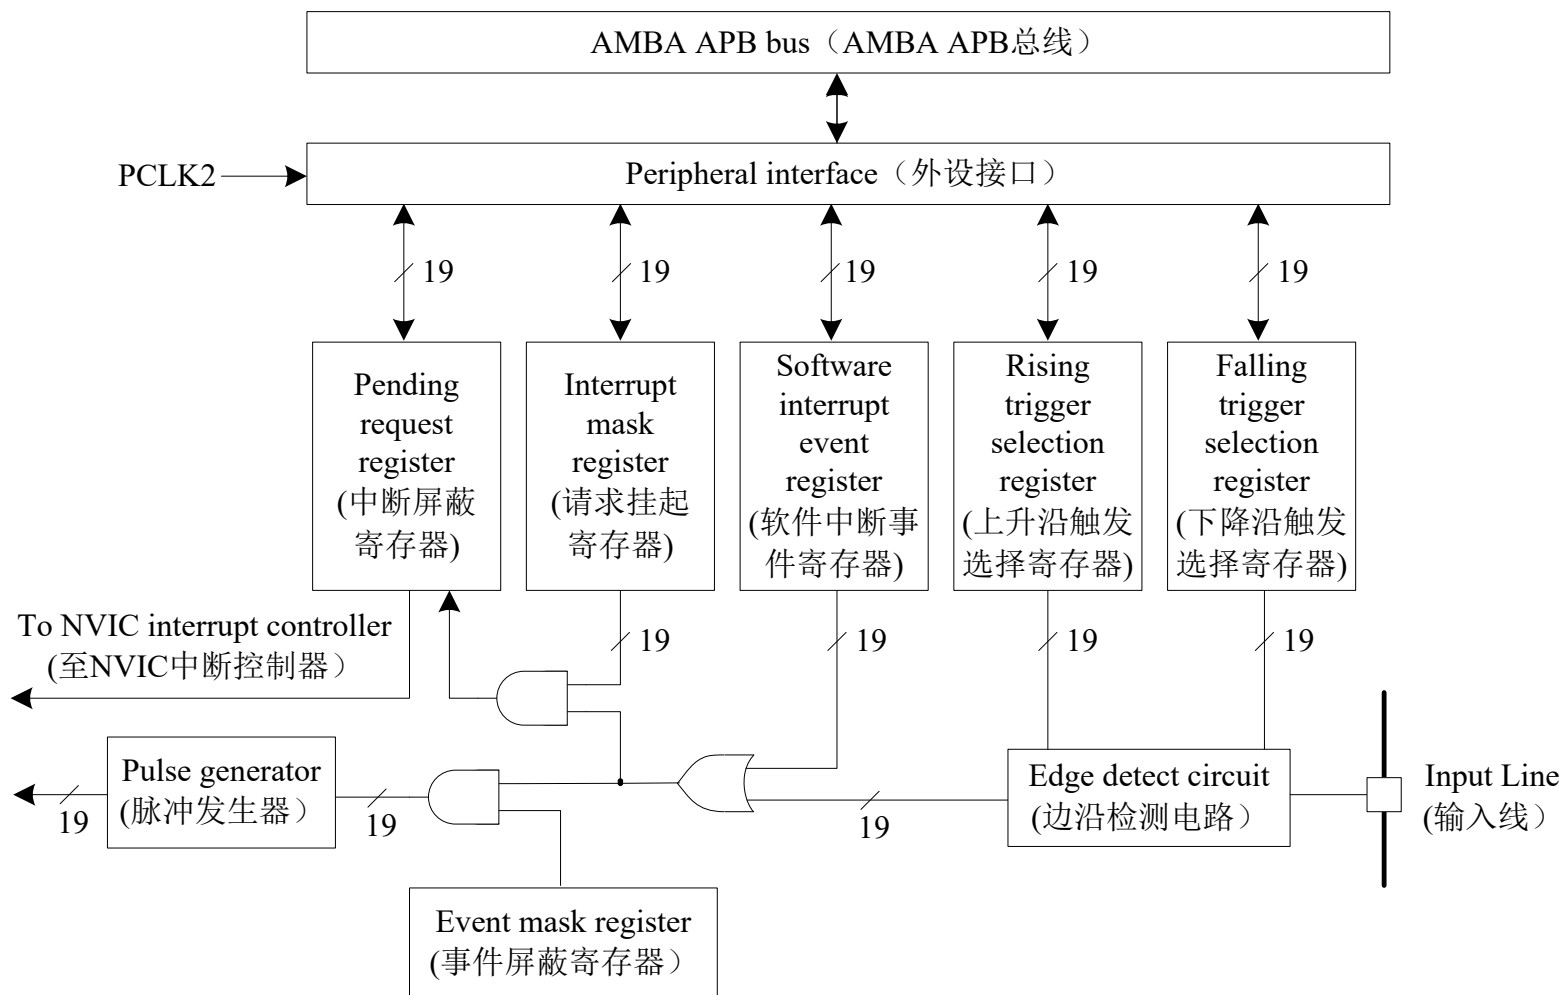 AMBA APB bus（AMBA APB总线）
PCLK2
Peripheral interface（外设接口）
19
19
19
19
19
Pending
request
register
(中断屏蔽
寄存器)
Interrupt
mask
register
(请求挂起
寄存器)
Software
interrupt
event
register
(软件中断事
件寄存器)
Rising
trigger
selection
register
(上升沿触发
选择寄存器)
Falling
trigger
selection
register
(下降沿触发
选择寄存器)
To NVIC interrupt controller
(至NVIC中断控制器）
19
19
19
19
Pulse generator
(脉冲发生器）
19
19
19
Edge detect circuit
(边沿检测电路）
Input Line
(输入线）
Event mask register
(事件屏蔽寄存器）